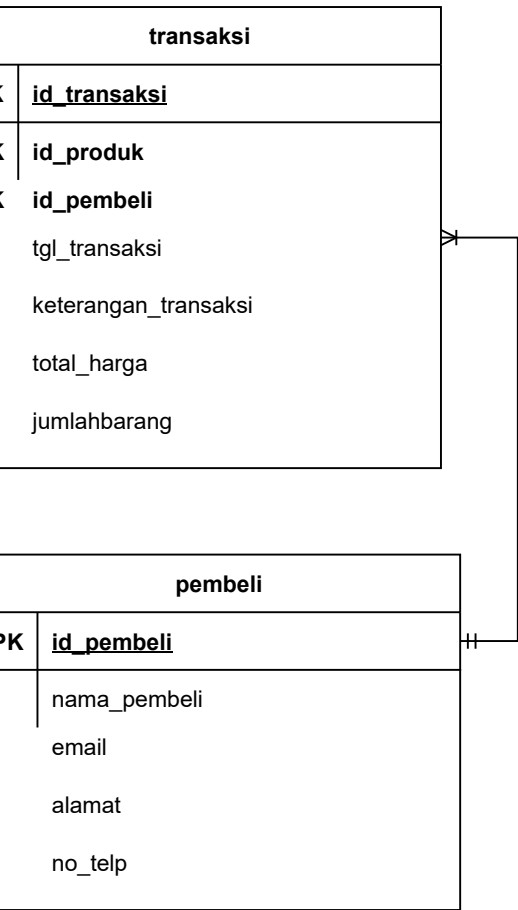 transaksi
K id_transaksi
K id_produk
K id_pembeli
tgl_transaksi
keterangan_transaksi
total_harga
jumlahbarang
pembeli
PK id_pembeli
nama_pembeli
email
alamat
no_telp